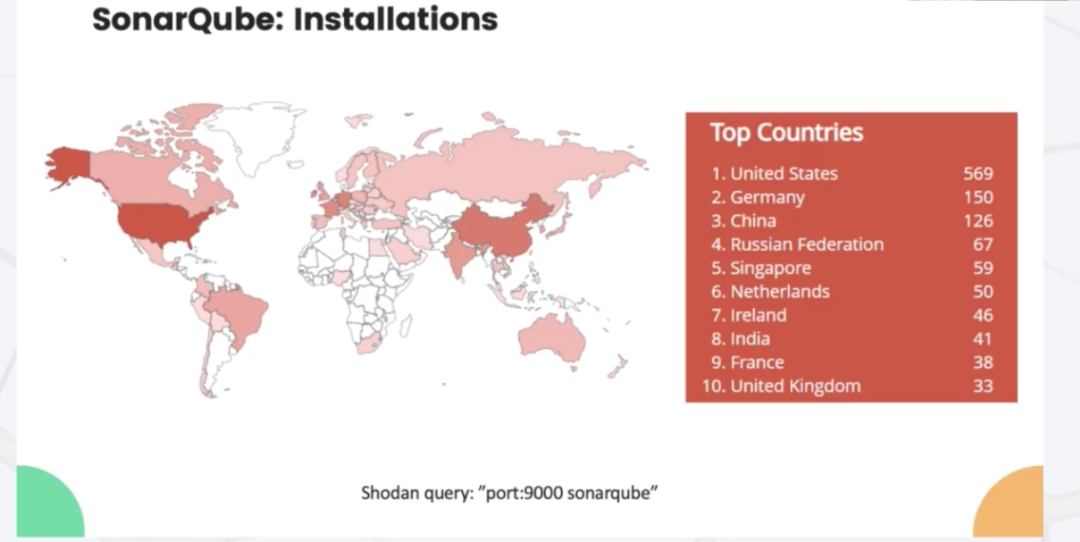 SonarQube: Installations
Top Countries
1. United States 569
2. Germany 150
3. China 126
4. Russian Federation 67
5. Singapore 59
6. Netherlands 50
7. Ireland 46
8. India 41
9. France 38
10. United Kingdom 33
Shodan query: ”port:9000 sonarqube”